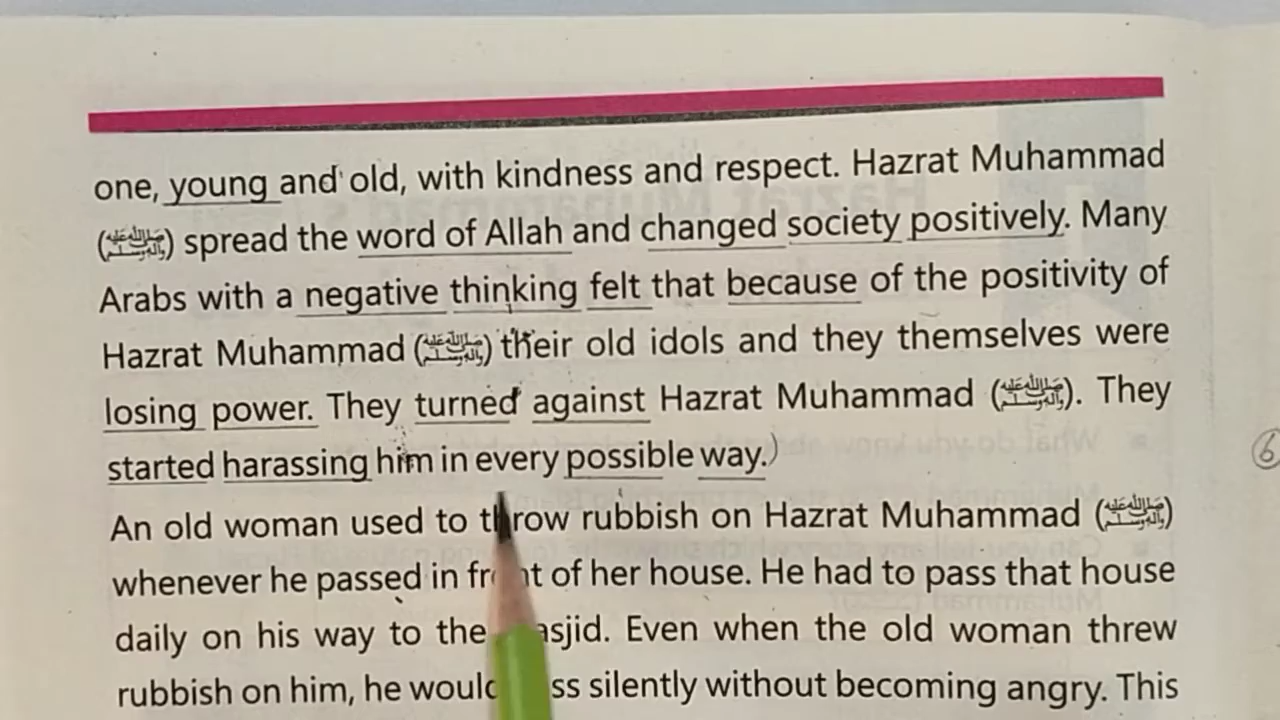 one, young and old, with kindness and respect. Hazrat Muhammad
(ﷺ) spread the word of Allah and changed society positively. Many
Arabs with a negative thinking felt that because of the positivity of
Hazrat Muhammad (ﷺ) their old idols and they themselves were
losing power. They turned against Hazrat Muhammad (ﷺ). They
started harassing him in every possible way.)
An old woman used to throw rubbish on Hazrat Muhammad (ﷺ)
whenever he passed in front of her house. He had to pass that house
daily on his way to the masjid. Even when the old woman threw
rubbish on him, he would pass silently without becoming angry. This
6